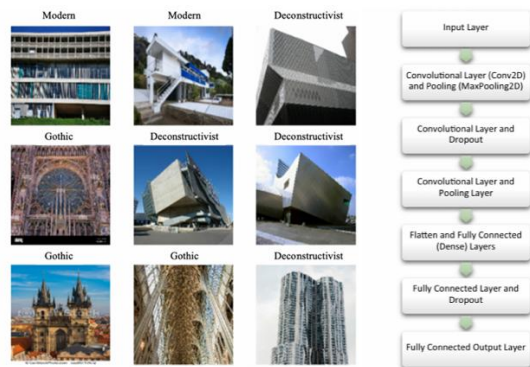 Modern
Modern
Deconstructivist
Gothic
Deconstructivist
Deconstructivist
Gothic
Gothic
Deconstructivist
Input Layer
Convolutional Layer (Conv2D)
and Pooling (MaxPooling2D)
Convolutional Layer and
Dropout
Convolutional Layer and
Pooling Layer
Flatten and Fully Connected
(Dense) Layers
Fully Connected Layer and
Dropout
Fully Connected Output Layer